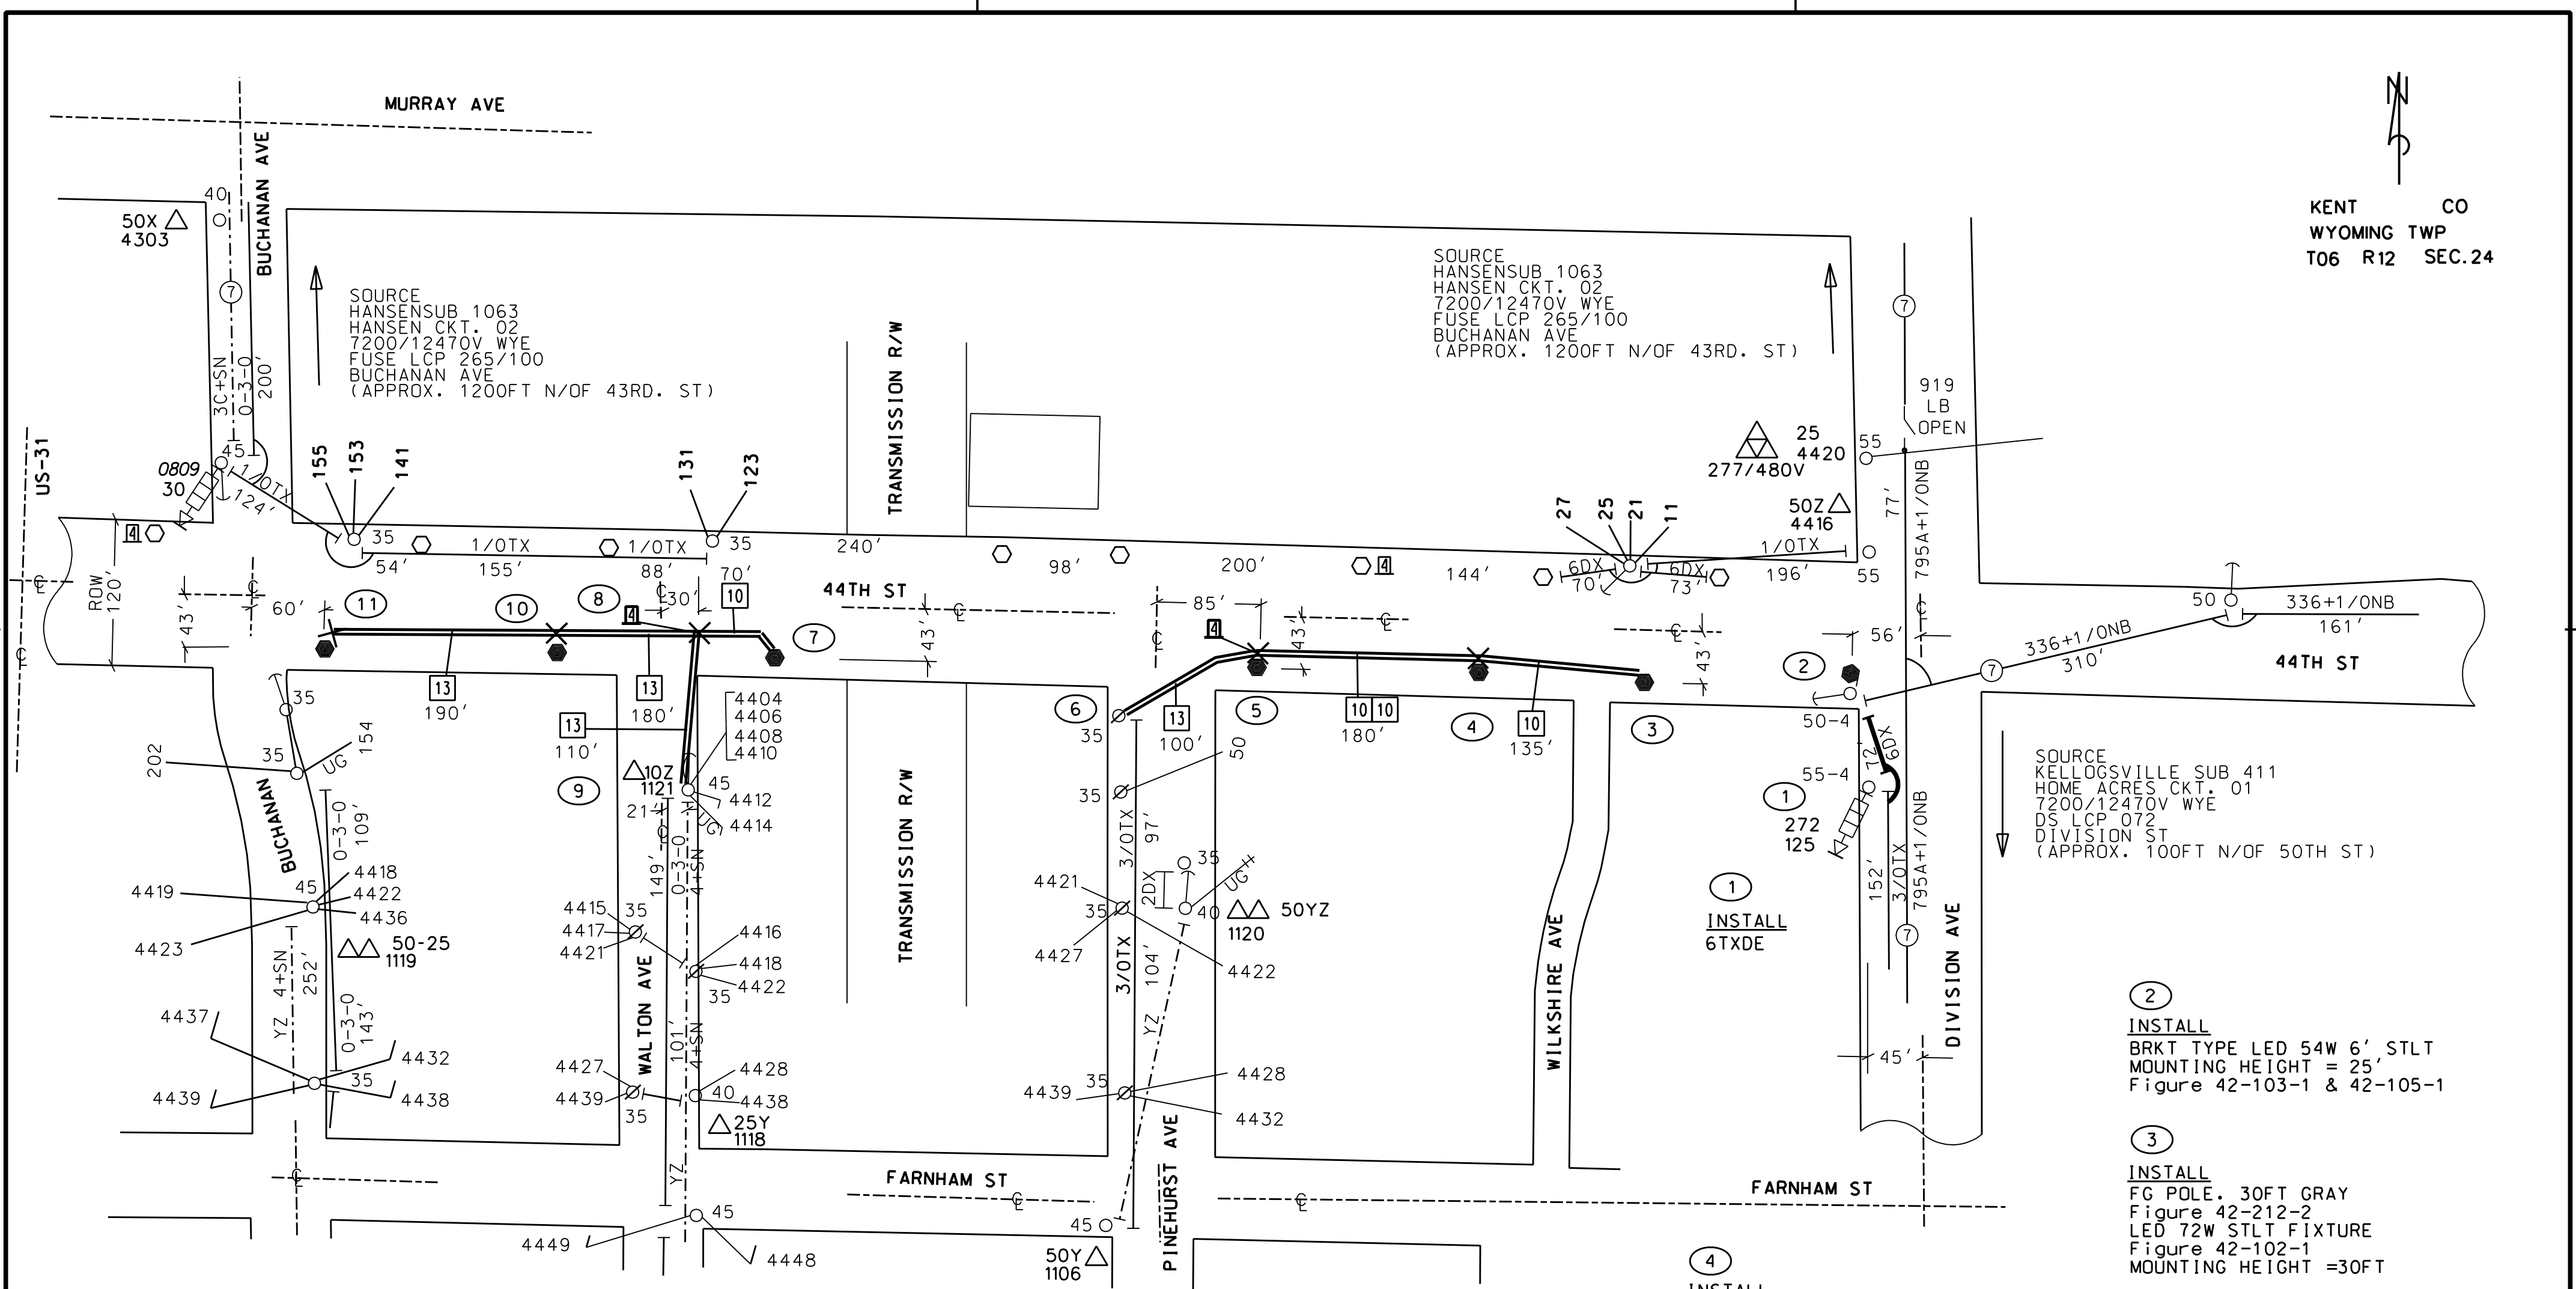 MURRAY AVE
BUCHANAN AVE
N
KENT CO
WYOMING TWP
T06 R12 SEC.24
40
50X
4303
7
SOURCE
HANSENSUB 1063
HANSEN CKT. 02
7200/12470V WYE
FUSE LCP 265/100
BUCHANAN AVE
(APPROX. 1200FT N/OF 43RD. ST)
TRANSMISSION R/W
SOURCE
HANSENSUB 1063
HANSEN CKT. 02
7200/12470V WYE
FUSE LCP 265/100
BUCHANAN AVE
(APPROX. 1200FT N/OF 43RD. ST)
7
919
LB
OPEN
3C+SN
0-3-0
200'
US-31
0809
30
45
1/0TX
124'
155
153
141
131
123
25
4420
277/480V
55
77'
795A+1/0NB
27
25
21
11
50Z
4416
4
35
54'
1/0TX
155'
1/0TX
88'
35
70'
240'
98'
200'
4
144'
6DX
70'
6DX
73'
1/0TX
196'
55
ROW
120'
43'
60'
11
10
8
4
30'
10
7
44TH ST
43'
85'
4
43'
43'
2
56'
50
336+1/0NB
161'
336+1/0NB
310'
7
44TH ST
13
190'
13
180'
13
110'
6
35
13
100'
5
10 10
180'
4
10
135'
3
50-4
72'
6DX
55-4
1
272
125
35
35
202
154
UG
BUCHANAN
4404
4406
4408
4410
10Z
1121
45
9
21'
4412
4414
UG
50
35
SOURCE
KELLOGSVILLE SUB 411
HOME ACRES CKT. 01
7200/12470V WYE
DS LCP 072
DIVISION ST
(APPROX. 100FT N/OF 50TH ST)
0-3-0
109'
149'
0-3-0
4+SN
3/0TX
97'
35
2DX
UG
152'
3/0TX
795A+1/0NB
7
4419
45
4418
4422
4436
4423
50-25
1119
4415
4417
4421
35
4416
4418
4422
35
4421
35
4427
40
50YZ
1120
4422
1
INSTALL
6TXDE
YZ 4+SN
252'
0-3-0
143'
WALTON AVE
101'
4+SN
TRANSMISSION R/W
3/0TX
104'
YZ
WILKSHIRE AVE
DIVISION AVE
45'
4437
4432
35
4439
4438
4427
4439
35
4428
40
4438
25Y
1118
35
4439
4428
4432
2
INSTALL
BRKT TYPE LED 54W 6' STLT
MOUNTING HEIGHT = 25'
Figure 42-103-1 & 42-105-1
3
INSTALL
FG POLE. 30FT GRAY
Figure 42-212-2
LED 72W STLT FIXTURE
Figure 42-102-1
MOUNTING HEIGHT =30FT
YZ
FARNHAM ST
PINEHURST AVE
FARNHAM ST
45
4449
4448
45
50Y
1106
4
INSTALL